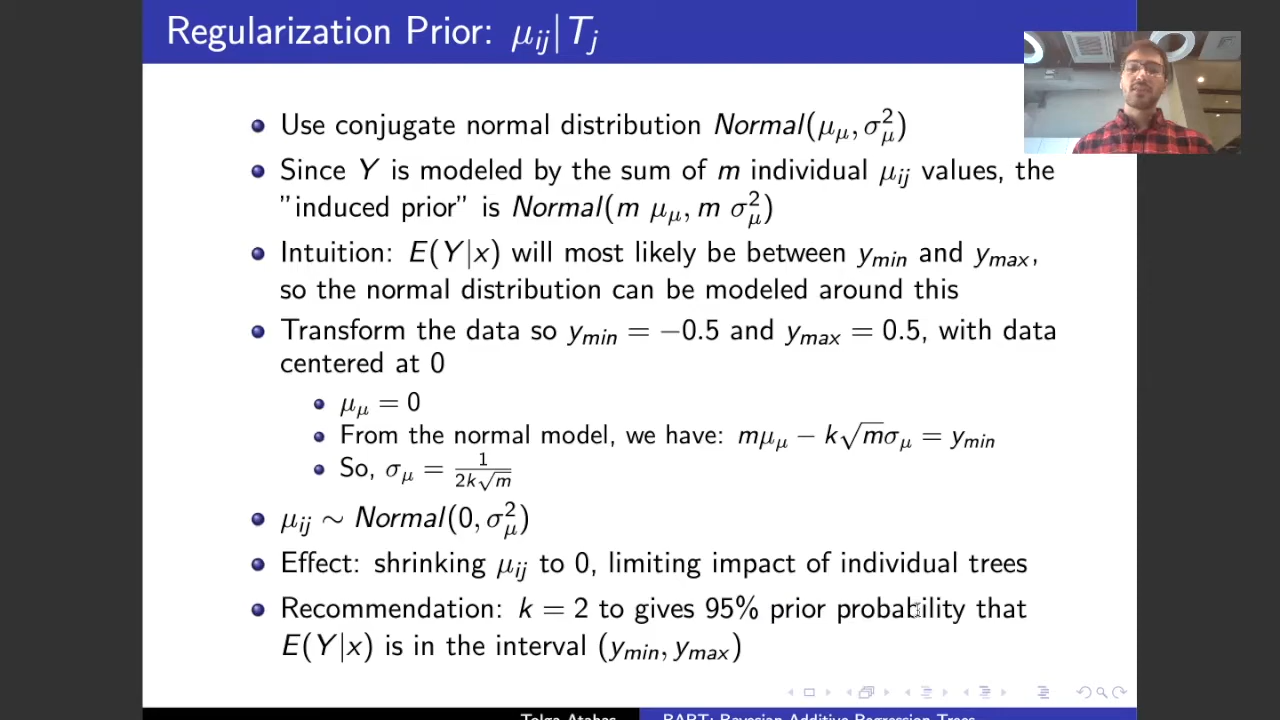 Regularization Prior: μ_ij|T_j
Use conjugate normal distribution Normal(μ_μ, σ²_μ)
Since Y is modeled by the sum of m individual μ_ij values, the
"induced prior" is Normal(m μ_μ, m σ²_μ)
Intuition: E(Y|x) will most likely be between y_min and y_max,
so the normal distribution can be modeled around this
Transform the data so y_min = −0.5 and y_max = 0.5, with data
centered at 0
μ_μ = 0
From the normal model, we have: mμ_μ − k√mσ_μ = y_min
So, σ_μ = 1/(2k√m)
μ_ij ∼ Normal(0, σ²_μ)
Effect: shrinking μ_ij to 0, limiting impact of individual trees
Recommendation: k = 2 to gives 95% prior probability that
E(Y|x) is in the interval (y_min, y_max)
Tolga Atabas BART: Bayesian Additive Regression Trees